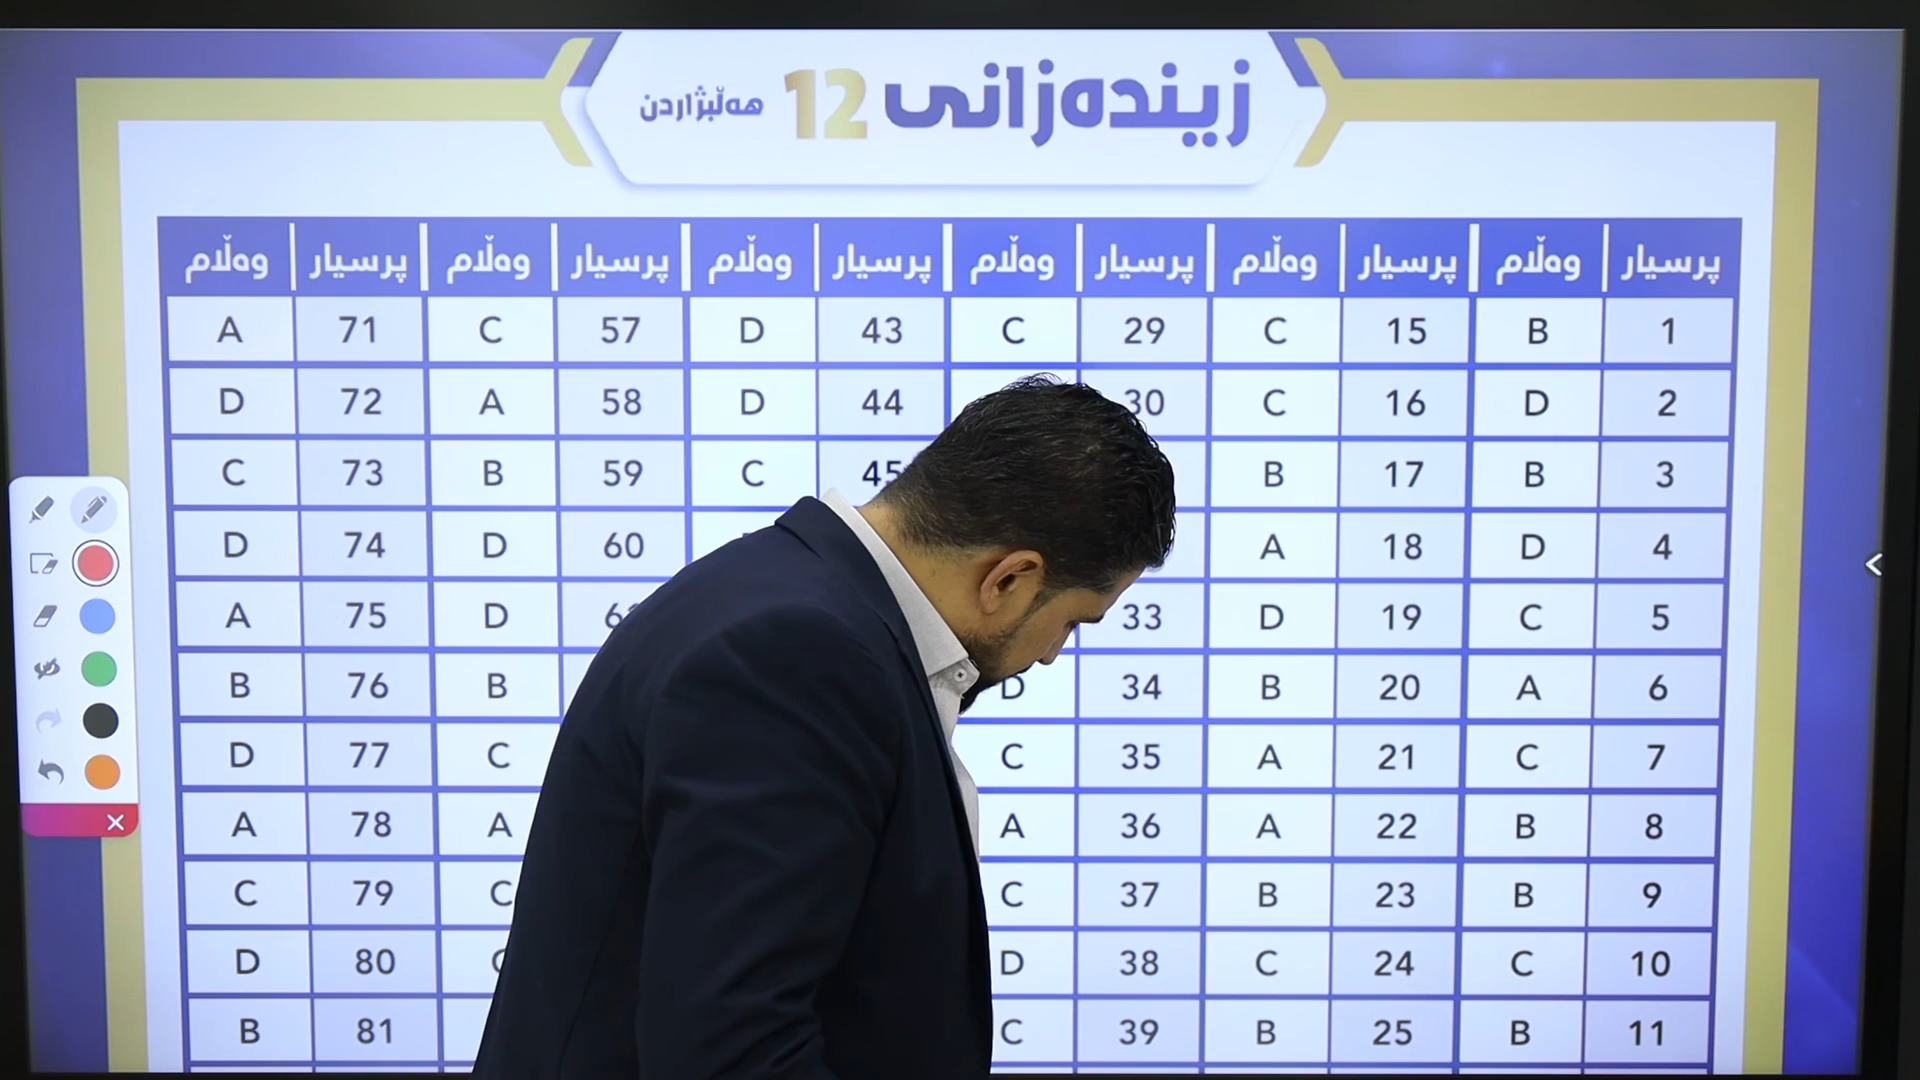 زیندەزانی 12 هەڵبژاردن
پرسیار وەڵام پرسیار وەڵام پرسیار وەڵام پرسیار وەڵام پرسیار وەڵام پرسیار وەڵام
1 B 15 C 29 C 43 D 57 C 71 A
2 D 16 C 30 44 D 58 A 72 D
3 B 17 B 45 C 59 B 73 C
4 D 18 A 60 D 74 D
5 C 19 D 33 D 75 A
6 A 20 B 34 D B 76 B
7 C 21 A 35 C C 77 D
8 B 22 A 36 A A 78 A
9 B 23 B 37 C C 79 C
10 C 24 C 38 D 80 D
11 B 25 B 39 C 81 B